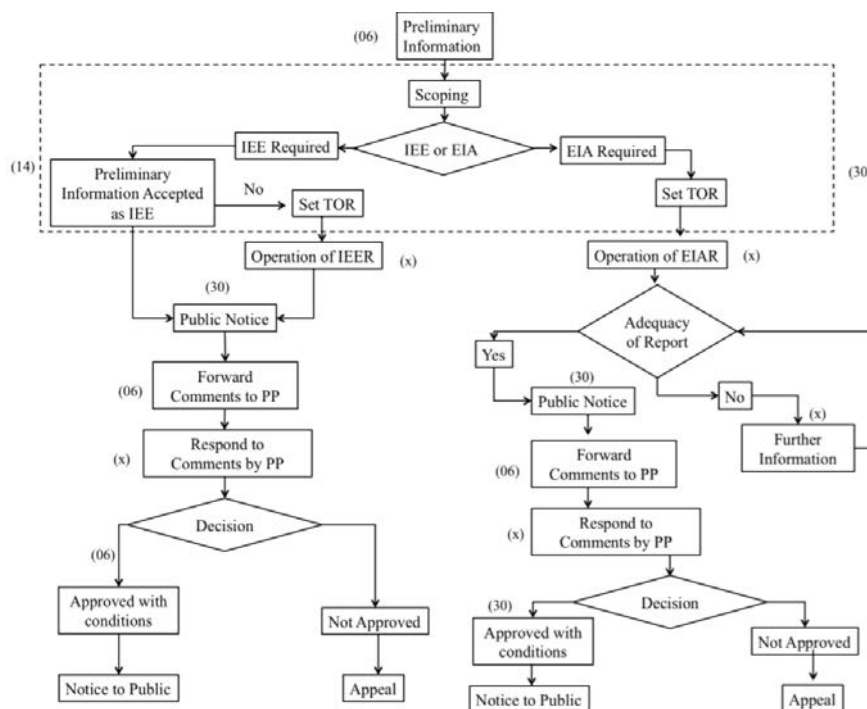 (06)
Preliminary
Information
Scoping
IEE or EIA
IEE Required
EIA Required
(14)
Preliminary
Information Accepted
as IEE
No
Set TOR
Set TOR
(30
Operation of IEER
(x)
Operation of EIAR
(x)
(30)
Public Notice
Adequacy
of Report
Yes
No
(30)
Public Notice
(x)
Further
Information
(06)
Forward
Comments to PP
(x)
Respond to
Comments by PP
(06)
Forward
Comments to PP
(x)
Respond to
Comments by PP
Decision
(06)
Approved with
conditions
Not Approved
Notice to Public
Appeal
Decision
(30)
Approved with
conditions
Not Approved
Notice to Public
Appeal